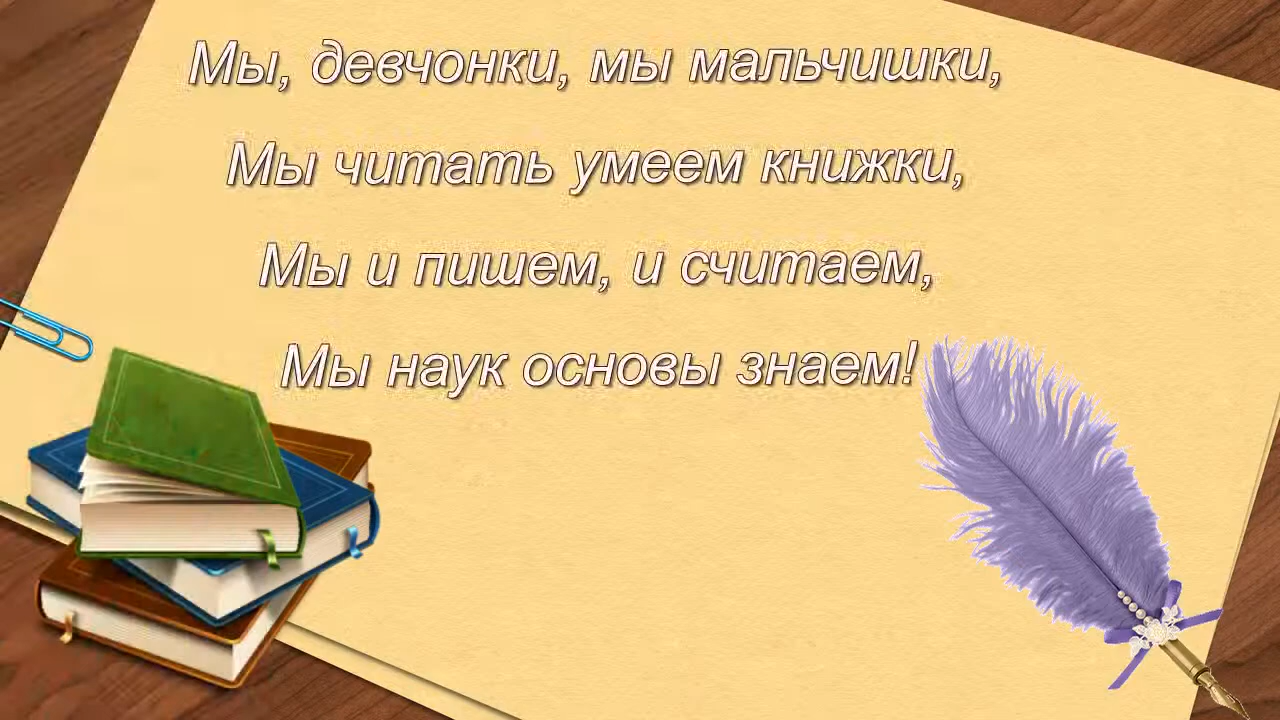 Мы, девчонки, мы мальчишки,
Мы читать умеем книжки,
Мы и пишем, и считаем,
Мы наук основы знаем!